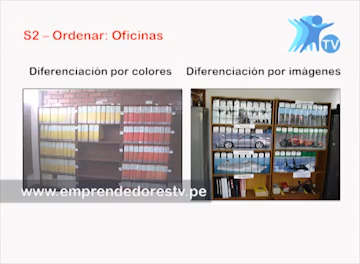 S2 – Ordenar: Oficinas
TV
Diferenciación por colores
Diferenciación por imágenes
www.emprendedorestv.pe